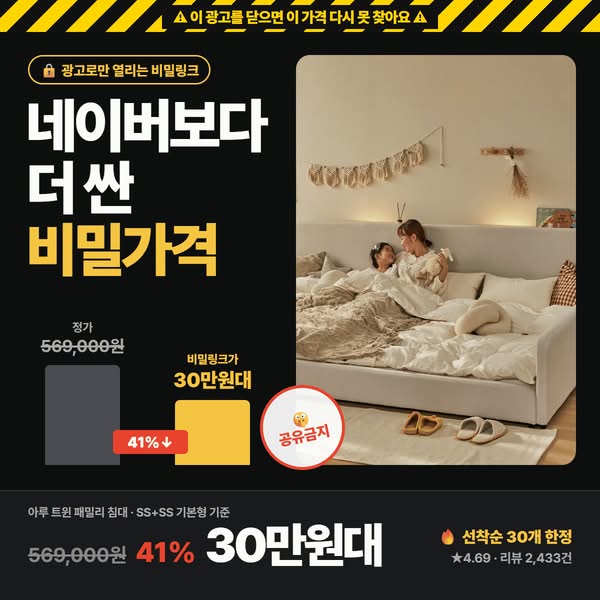 ⚠ 이 광고를 닫으면 이 가격 다시 못 찾아요 ⚠
🔒 광고로만 열리는 비밀링크
네이버보다
더 싼
비밀가격
정가
569,000원
비밀링크가
30만원대
41%↓
🤫 공유금지
아루 트윈 패밀리 침대 · SS+SS 기본형 기준
569,000원 41% 30만원대
🔥 선착순 30개 한정
★4.69 · 리뷰 2,433건